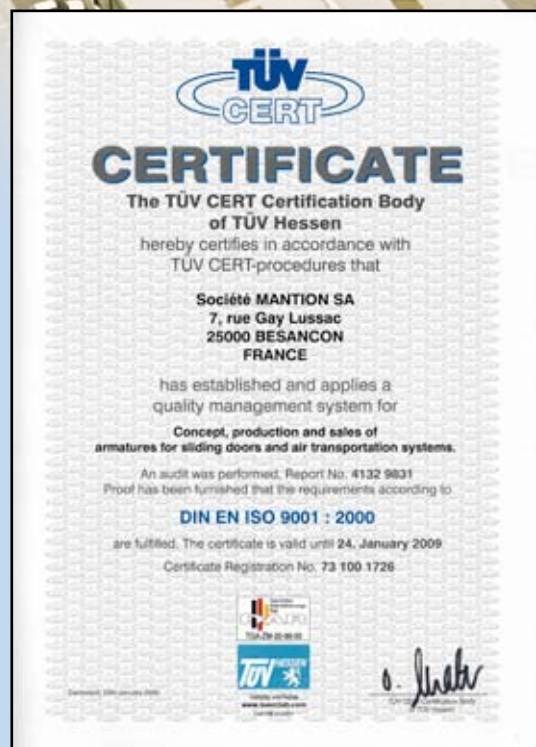 TÜV
CERT
CERTIFICATE
The TÜV CERT Certification Body
of TÜV Hessen
hereby certifies in accordance with
TÜV CERT-procedures that
Société MANTION SA
7, rue Gay Lussac
25000 BESANCON
FRANCE
has established and applies a
quality management system for
Concept, production and sales of
armatures for sliding doors and air transportation systems.
An audit was performed, Report No. 4132 9831
Proof has been furnished that the requirements according to
DIN EN ISO 9001 : 2000
are fulfilled. The certificate is valid until 24. January 2009
Certificate Registration No. 73 100 1726
TÜV HESSEN